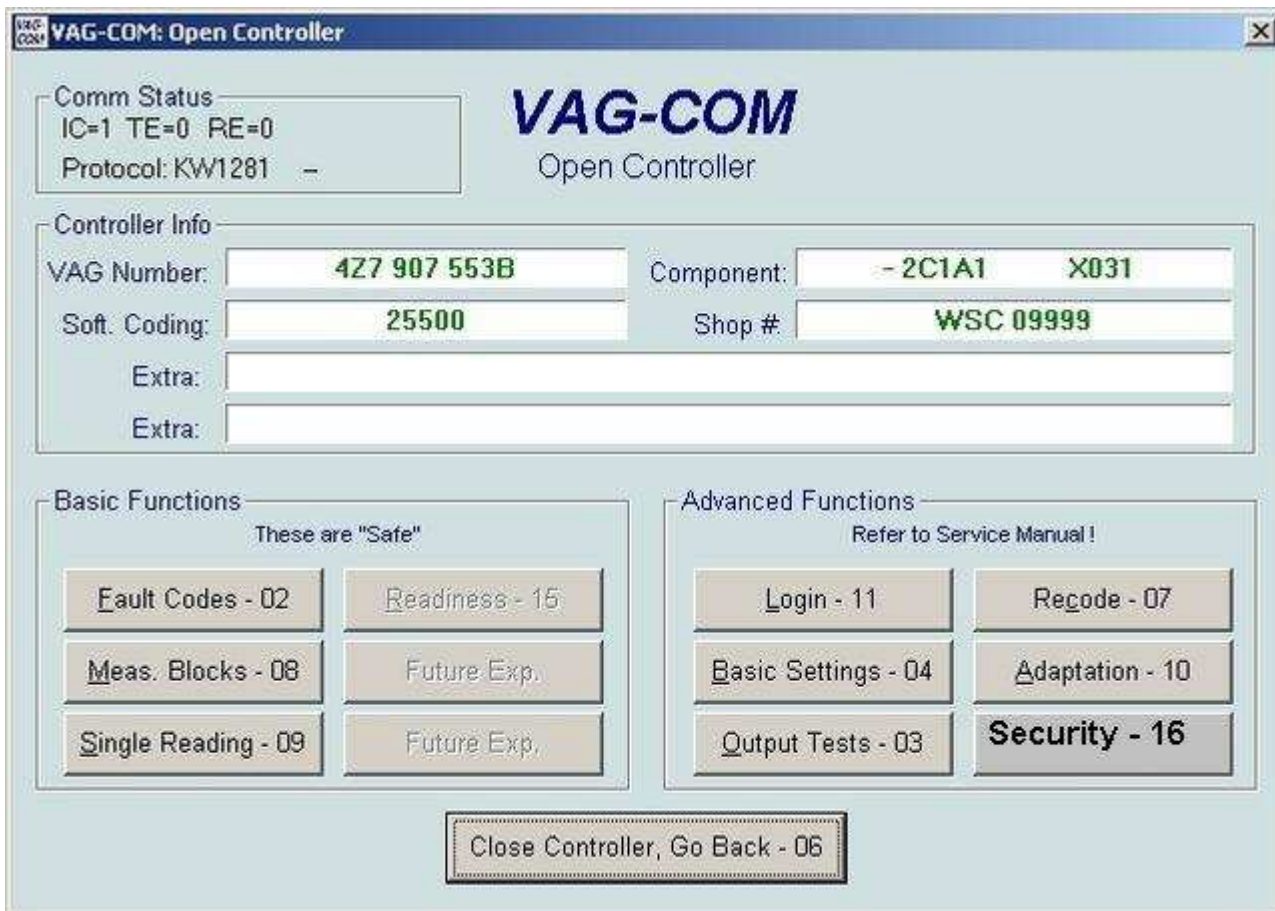 VAG-COM: Open Controller
Comm Status
IC=1 TE=0 RE=0
Protocol: KW1281 –
VAG-COM
Open Controller
Controller Info
VAG Number: 4Z7 907 553B Component: - 2C1A1 X031
Soft. Coding: 25500 Shop #: WSC 09999
Extra:
Extra:
Basic Functions
These are "Safe"
Fault Codes - 02 Readiness - 15
Meas. Blocks - 08 Future Exp.
Single Reading - 09 Future Exp.
Advanced Functions
Refer to Service Manual !
Login - 11 Recode - 07
Basic Settings - 04 Adaptation - 10
Output Tests - 03 Security - 16
Close Controller, Go Back - 06